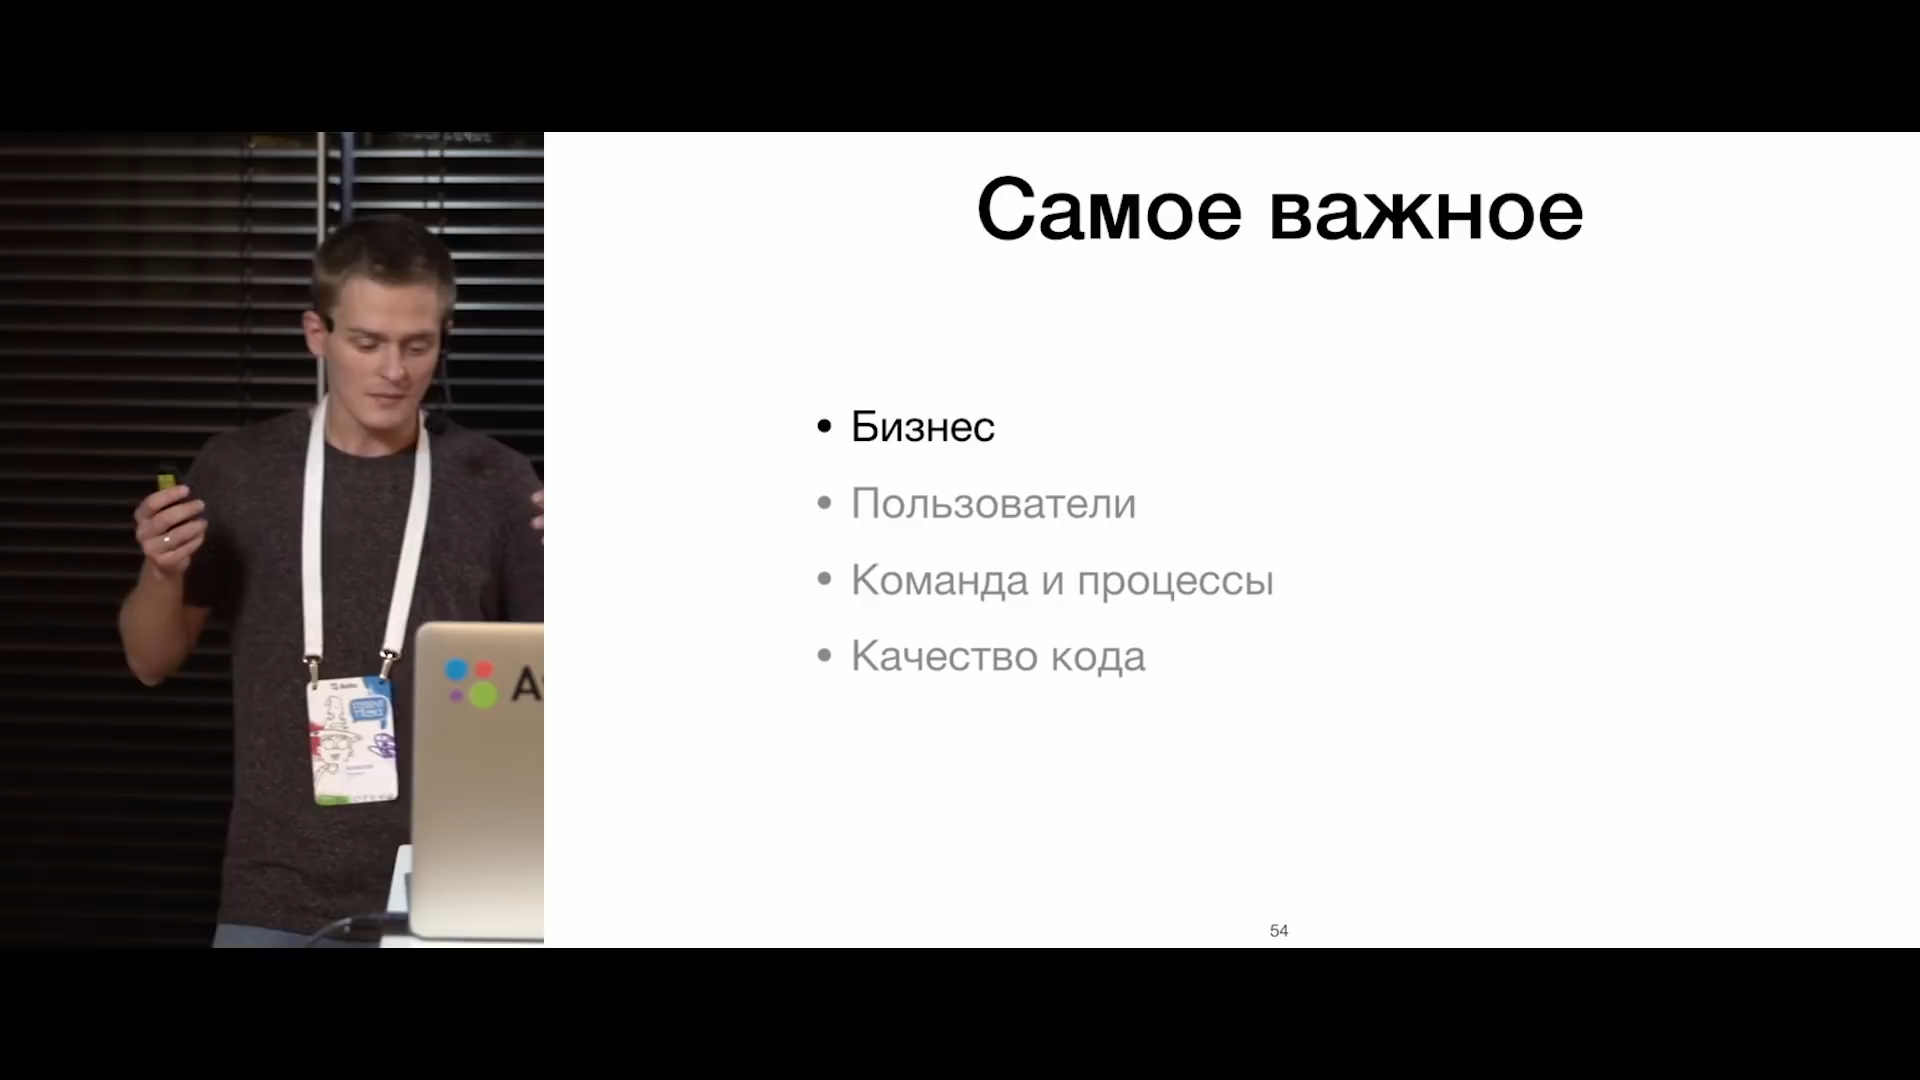 Самое важное
• Бизнес
• Пользователи
• Команда и процессы
• Качество кода
54